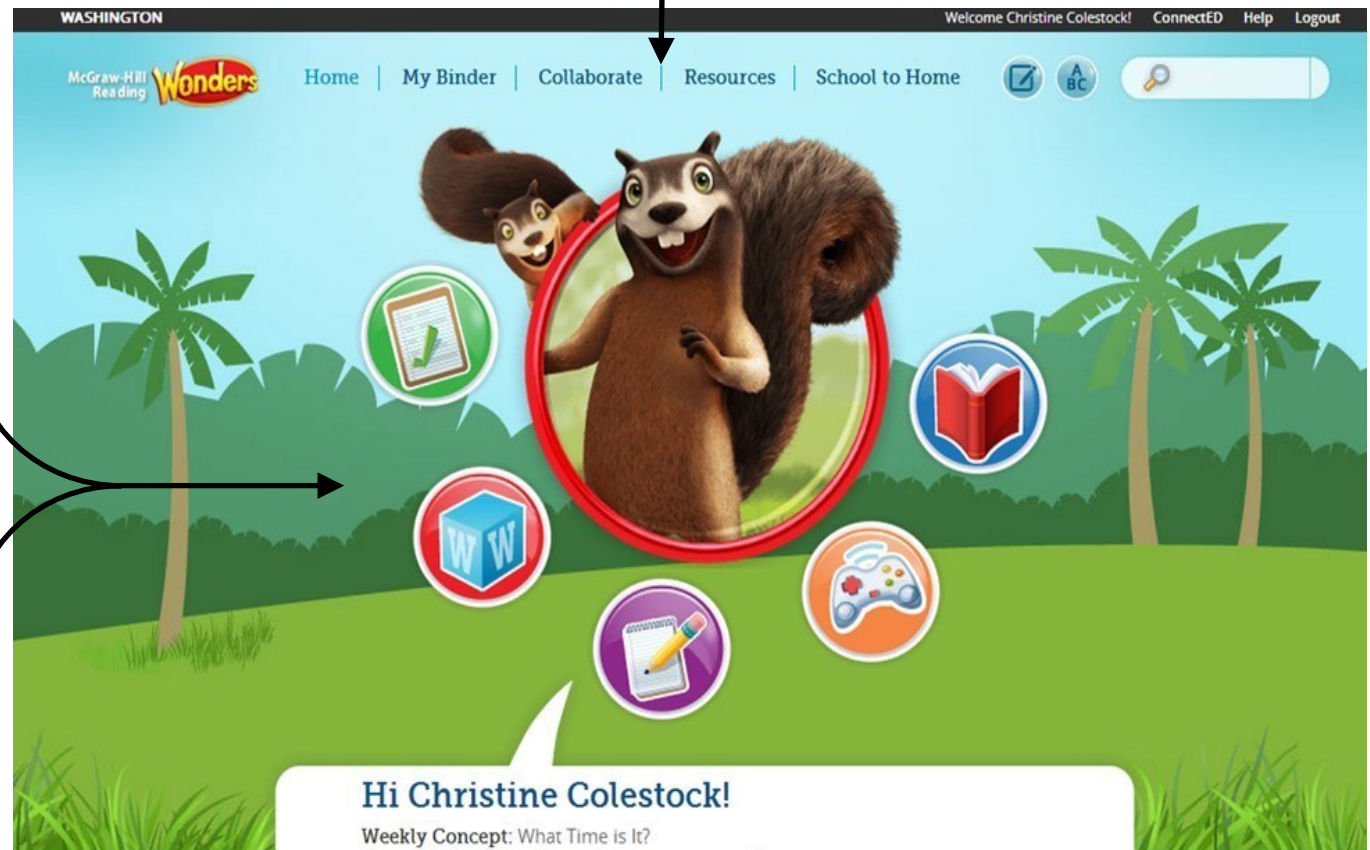 WASHINGTON Welcome Christine Colestock! ConnectED Help Logout
McGraw-Hill Reading Wonders Home My Binder Collaborate Resources School to Home A BC
W W
Hi Christine Colestock!
Weekly Concept: What Time is It?